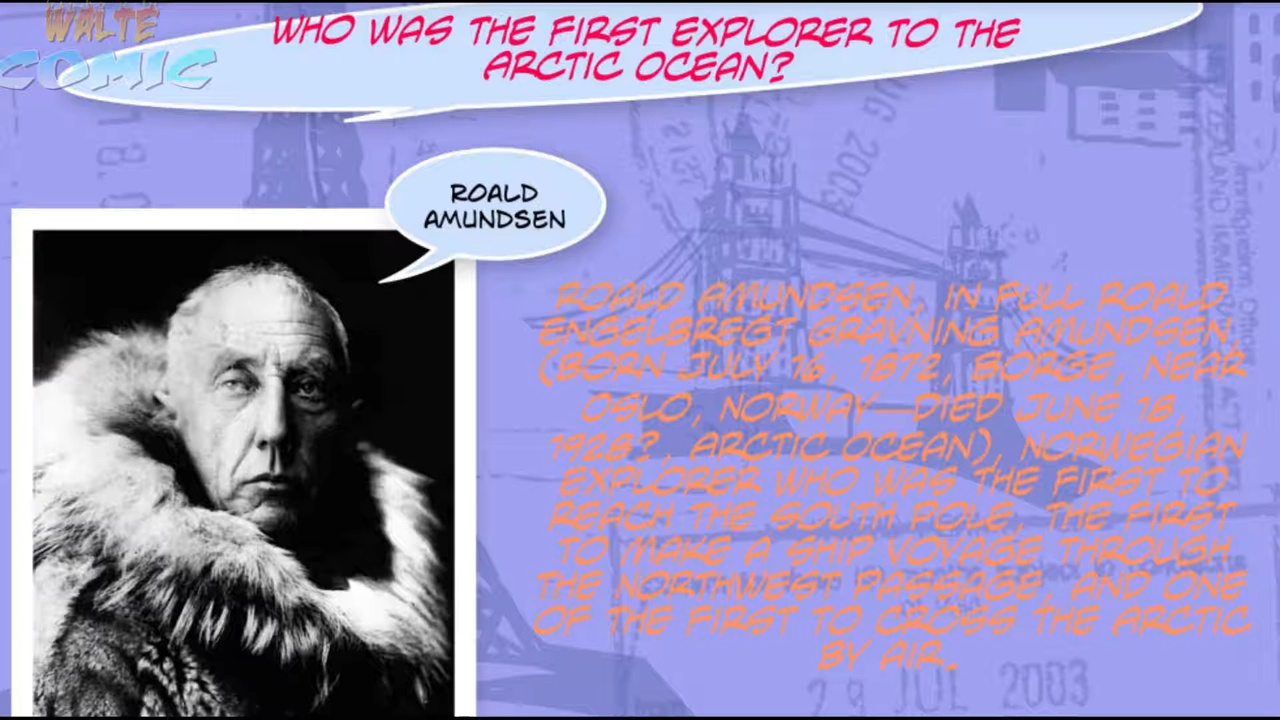 WALTE
COMIC
WHO WAS THE FIRST EXPLORER TO THE
ARCTIC OCEAN?
ROALD
AMUNDSEN
ROALD AMUNDSEN, IN FULL ROALD
ENGELBREGT GRAVNING AMUNDSEN,
(BORN JULY 16, 1872, BORGE, NEAR
OSLO, NORWAY—DIED JUNE 18,
1928?, ARCTIC OCEAN), NORWEGIAN
EXPLORER WHO WAS THE FIRST TO
REACH THE SOUTH POLE, THE FIRST
TO MAKE A SHIP VOYAGE THROUGH
THE NORTHWEST PASSAGE, AND ONE
OF THE FIRST TO CROSS THE ARCTIC
BY AIR.
29 JUL 2003